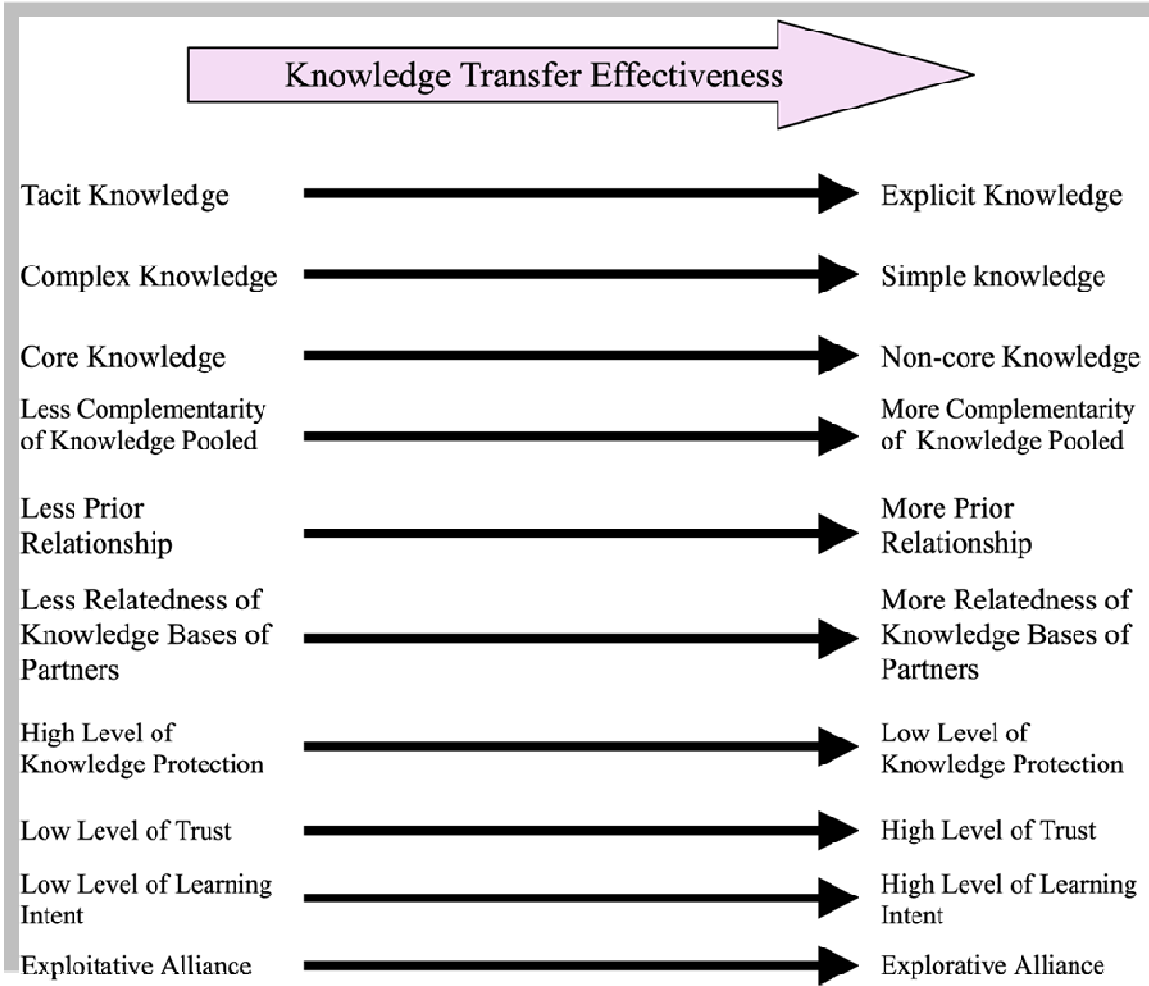 Knowledge Transfer Effectiveness
Tacit Knowledge
Explicit Knowledge
Complex Knowledge
Simple knowledge
Core Knowledge
Non-core Knowledge
Less Complementarity
of Knowledge Pooled
More Complementarity
of Knowledge Pooled
Less Prior
Relationship
More Prior
Relationship
Less Relatedness of
Knowledge Bases of
Partners
More Relatedness of
Knowledge Bases of
Partners
High Level of
Knowledge Protection
Low Level of
Knowledge Protection
Low Level of Trust
High Level of Trust
Low Level of Learning
Intent
High Level of Learning
Intent
Exploitative Alliance
Explorative Alliance